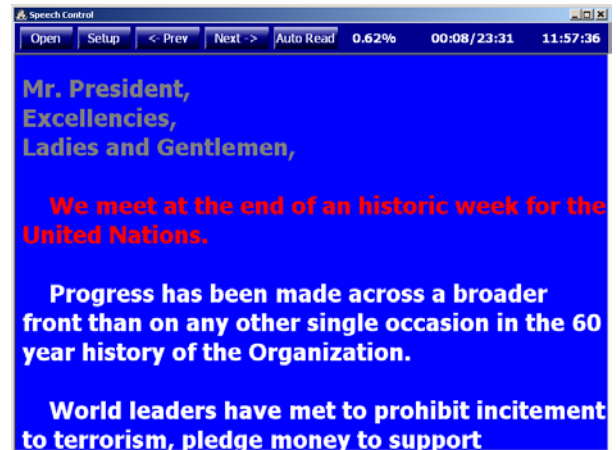 Speech Control
Open Setup <- Prev Next -> Auto Read 0.62% 00:08/23:31 11:57:36
Mr. President,
Excellencies,
Ladies and Gentlemen,
We meet at the end of an historic week for the
United Nations.
Progress has been made across a broader
front than on any other single occasion in the 60
year history of the Organization.
World leaders have met to prohibit incitement
to terrorism, pledge money to support